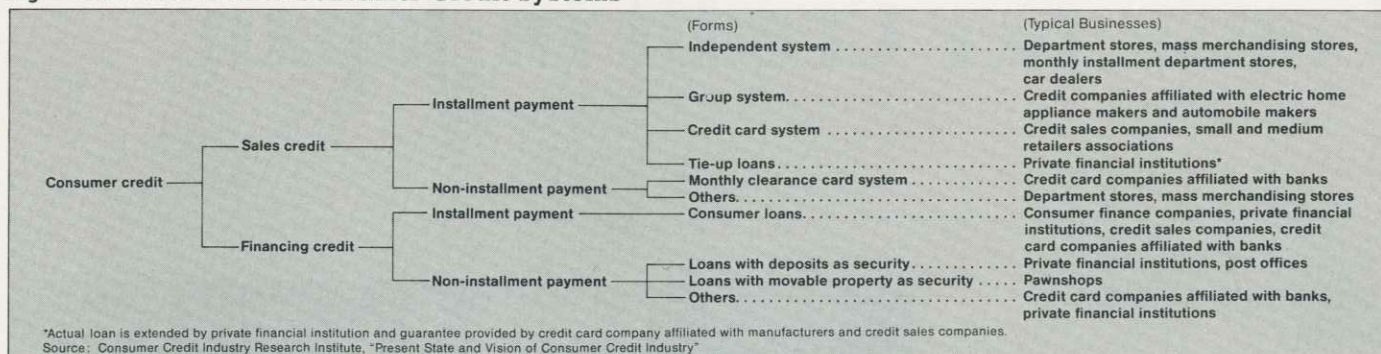 Consumer Credit Systems
(Forms) (Typical Businesses)
Independent system Department stores, mass merchandising stores,
monthly installment department stores,
car dealers
Installment payment Group system. Credit companies affiliated with electric home
appliance makers and automobile makers
Sales credit Credit card system Credit sales companies, small and medium
retailers associations
Tie-up loans. Private financial institutions*
Consumer credit Monthly clearance card system Credit card companies affiliated with banks
Non-installment payment Others. Department stores, mass merchandising stores
Installment payment Consumer loans. Consumer finance companies, private financial
institutions, credit sales companies, credit
Financing credit card companies affiliated with banks
Loans with deposits as security Private financial institutions, post offices
Non-installment payment Loans with movable property as security Pawnshops
Others. Credit card companies affiliated with banks,
private financial institutions
*Actual loan is extended by private financial institution and guarantee provided by credit card company affiliated with manufacturers and credit sales companies.
Source: Consumer Credit Industry Research Institute, "Present State and Vision of Consumer Credit Industry"